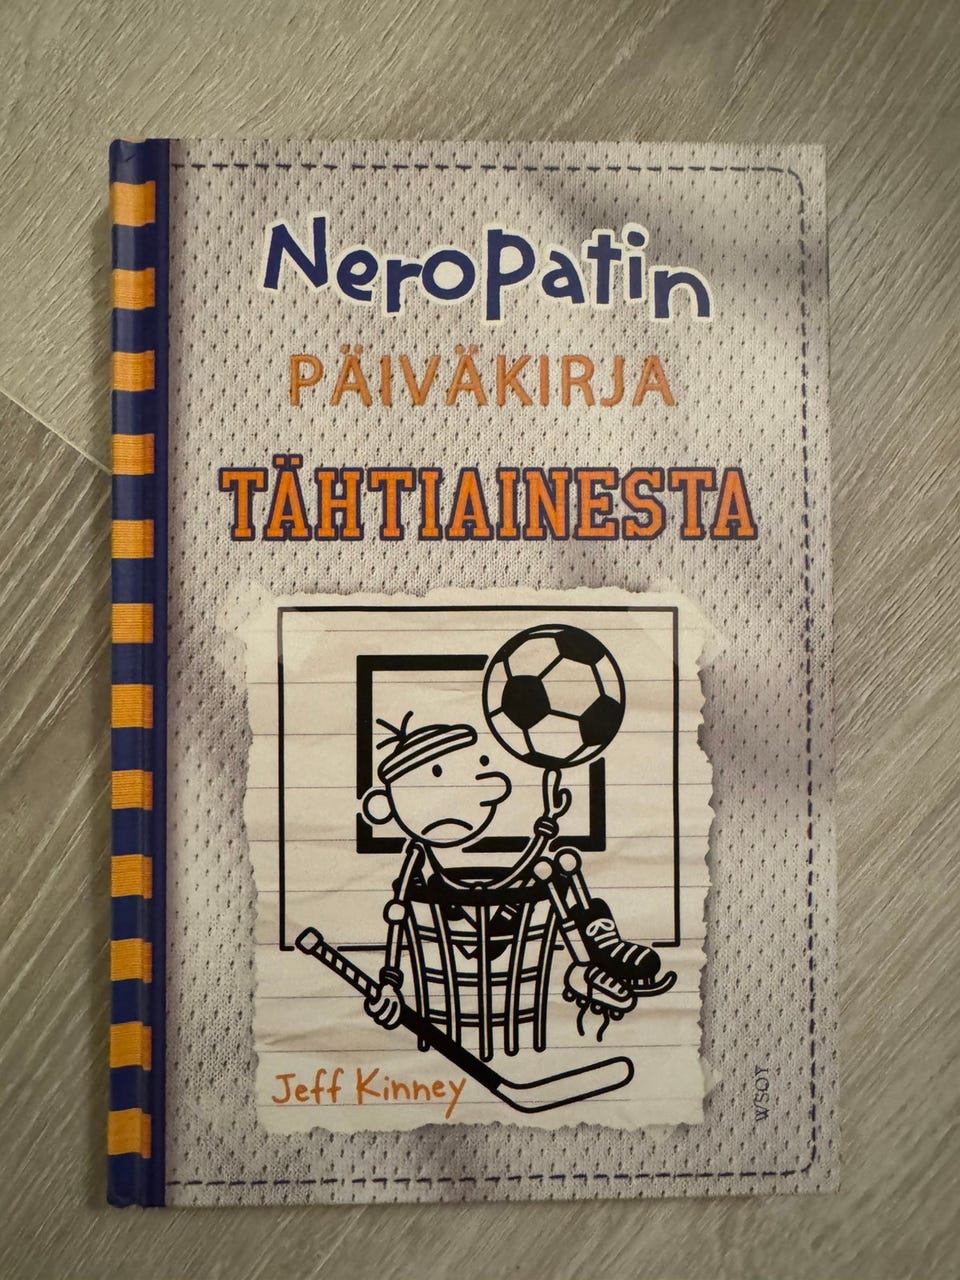 Neropatin
PÄIVÄKIRJA
TÄHTIAINESTA
Jeff Kinney
WSOY